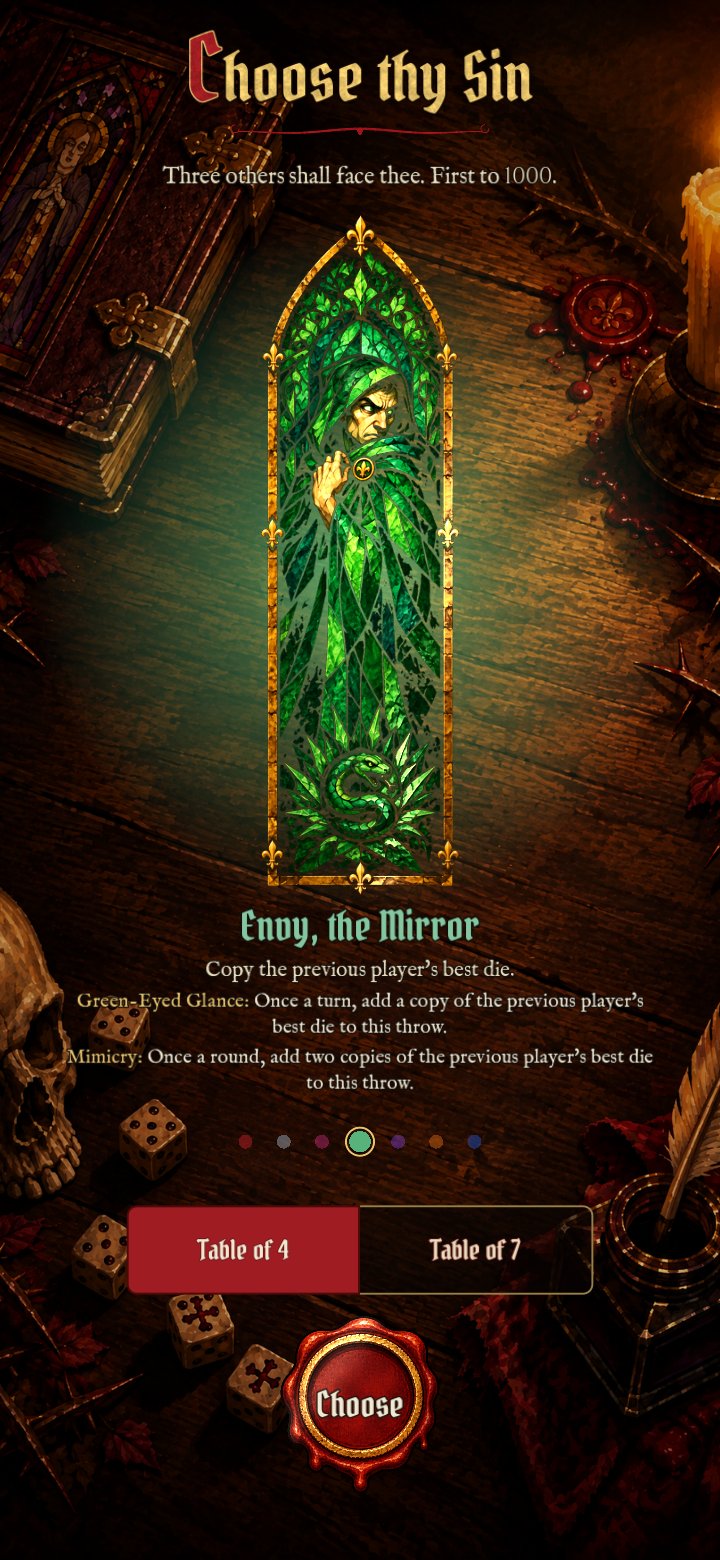 Choose thy Sin
Three others shall face thee. First to 1000.
Envy, the Mirror
Copy the previous player's best die.
Green-Eyed Glance: Once a turn, add a copy of the previous player's
best die to this throw.
Mimicry: Once a round, add two copies of the previous player's best die
to this throw.
Table of 4
Table of 7
Choose